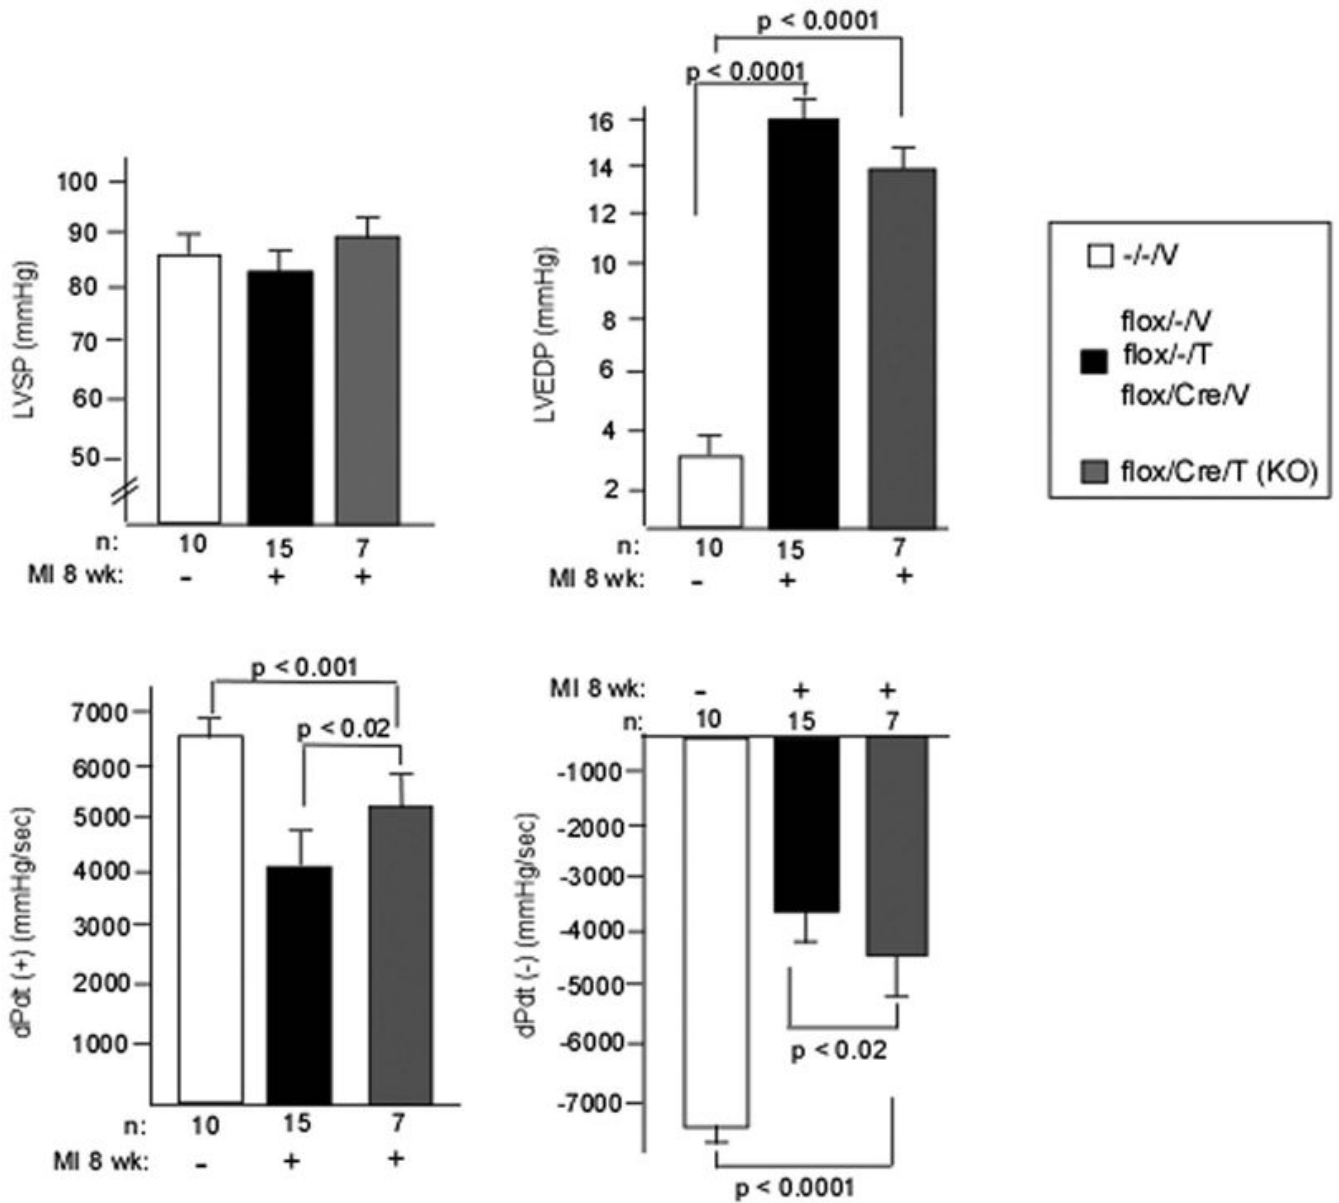 LVSP (mmHg)
100
90
80
70
60
50
n: 10 15 7
MI 8 wk: - + +
p < 0.0001
p < 0.0001
LVEDP (mmHg)
16
14
12
10
8
6
4
2
n: 10 15 7
MI 8 wk: - + +
-/-/V
flox/-/V
flox/-/T
flox/Cre/V
flox/Cre/T (KO)
p < 0.001
p < 0.02
dPdt (+) (mmHg/sec)
7000
6000
5000
4000
3000
2000
1000
n: 10 15 7
MI 8 wk: - + +
MI 8 wk: - + +
n: 10 15 7
dPdt (-) (mmHg/sec)
-1000
-2000
-3000
-4000
-5000
-6000
-7000
p < 0.02
p < 0.0001